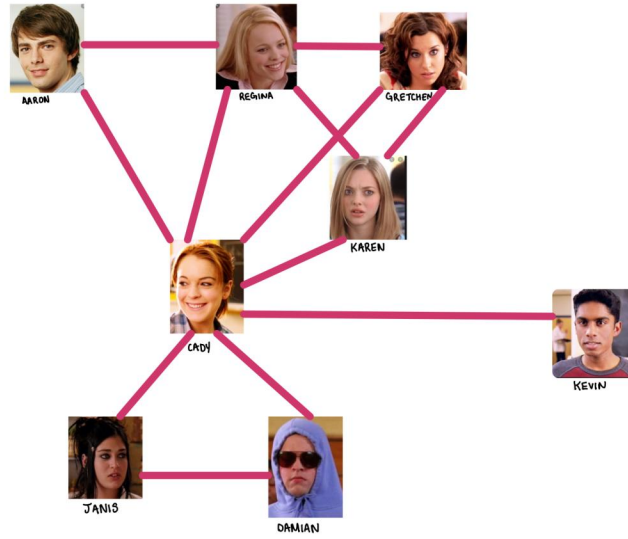 AARON
REGINA
GRETCHEN
KAREN
CADY
KEVIN
JANIS
DAMIAN